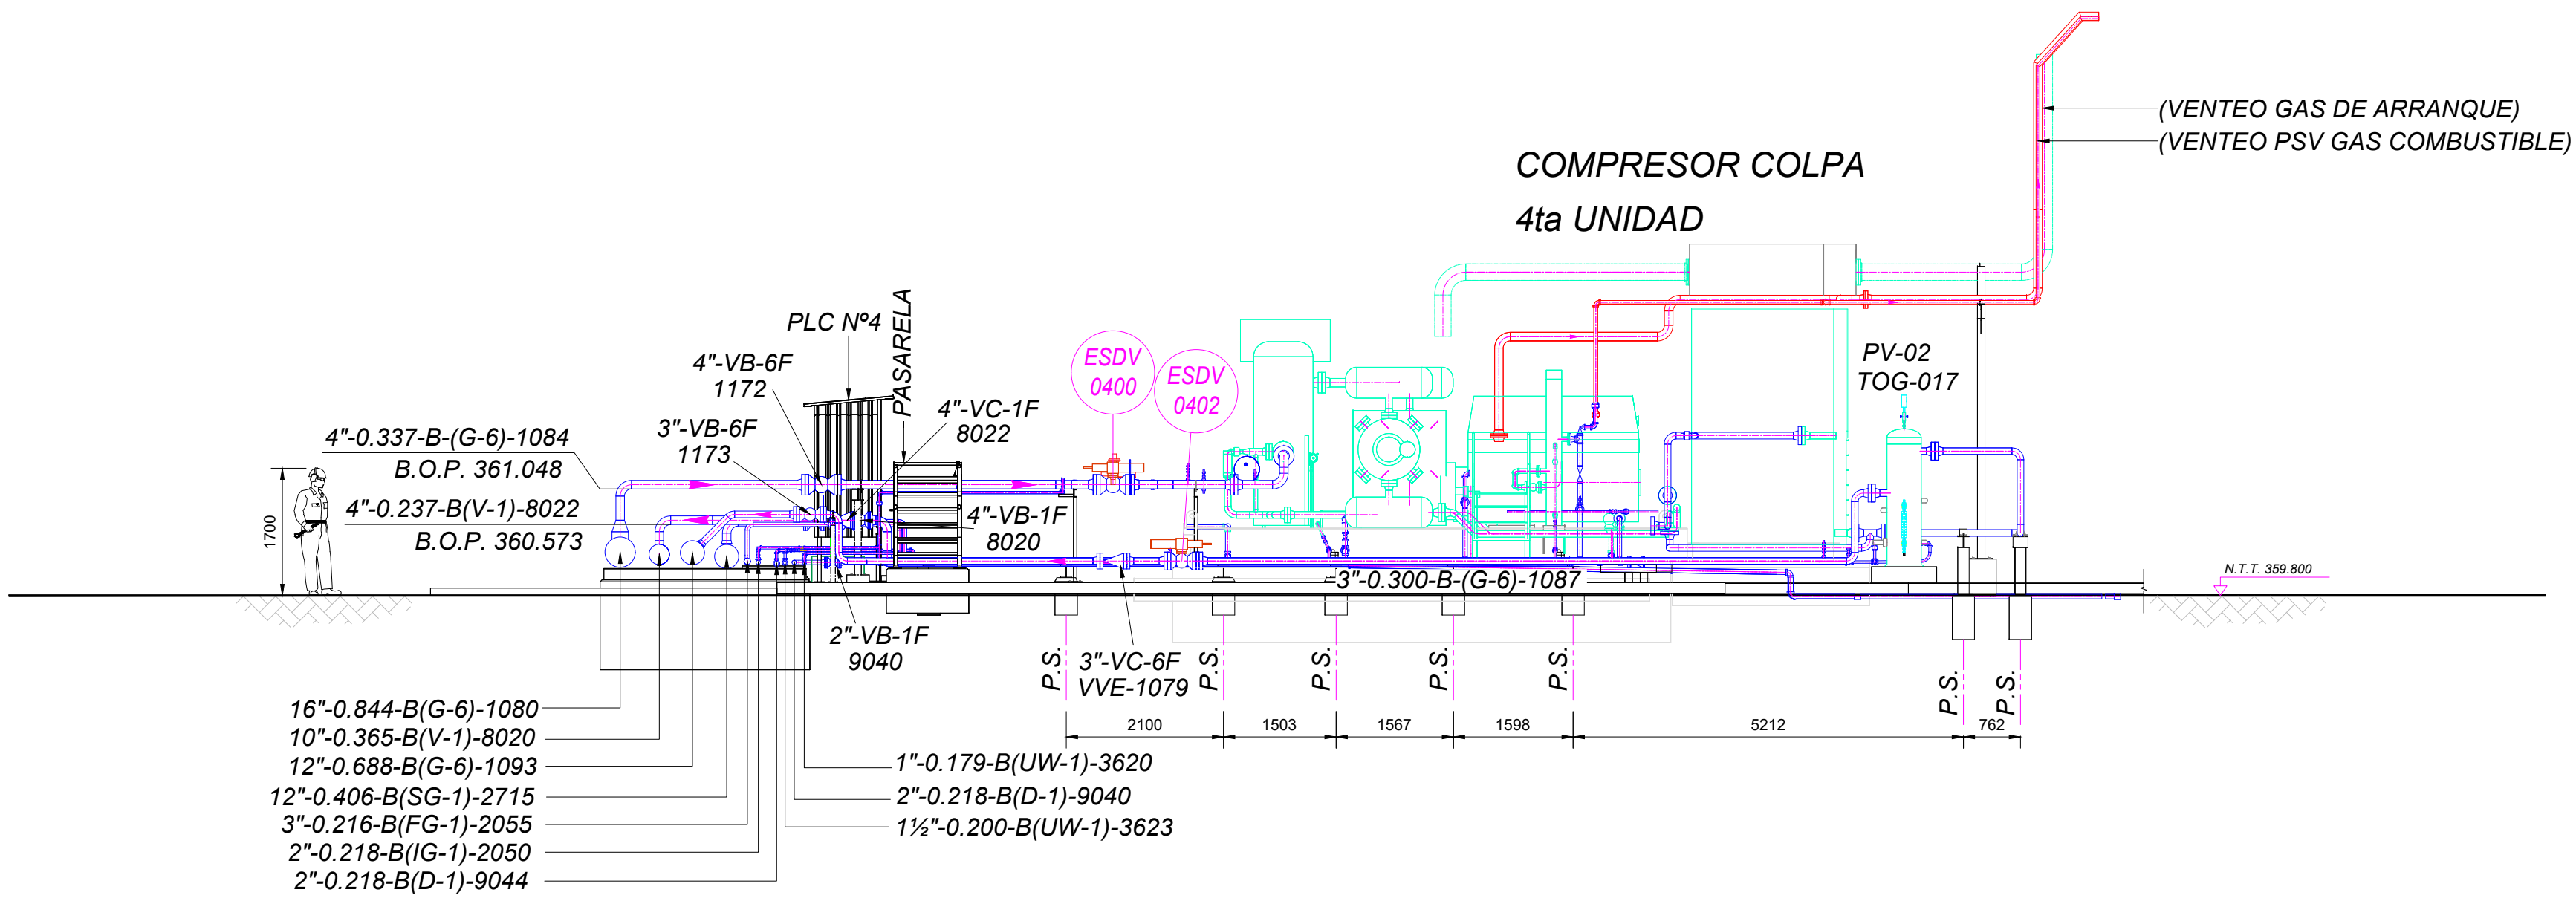 (VENTEO GAS DE ARRANQUE)
(VENTEO PSV GAS COMBUSTIBLE)
COMPRESOR COLPA
4ta UNIDAD
PLC Nº4
PASARELA
4"-VB-6F
1172
3"-VB-6F
1173
4"-VC-1F
8022
ESDV
0400
ESDV
0402
PV-02
TOG-017
4"-0.337-B-(G-6)-1084
B.O.P. 361.048
4"-0.237-B(V-1)-8022
B.O.P. 360.573
1700
4"-VB-1F
8020
3"-0.300-B-(G-6)-1087
N.T.T. 359.800
2"-VB-1F
9040
3"-VC-6F
VVE-1079
P.S.
P.S.
P.S.
P.S.
P.S.
P.S.
P.S.
2100
1503
1567
1598
5212
762
16"-0.844-B(G-6)-1080
10"-0.365-B(V-1)-8020
12"-0.688-B(G-6)-1093
12"-0.406-B(SG-1)-2715
3"-0.216-B(FG-1)-2055
2"-0.218-B(IG-1)-2050
2"-0.218-B(D-1)-9044
1"-0.179-B(UW-1)-3620
2"-0.218-B(D-1)-9040
1½"-0.200-B(UW-1)-3623